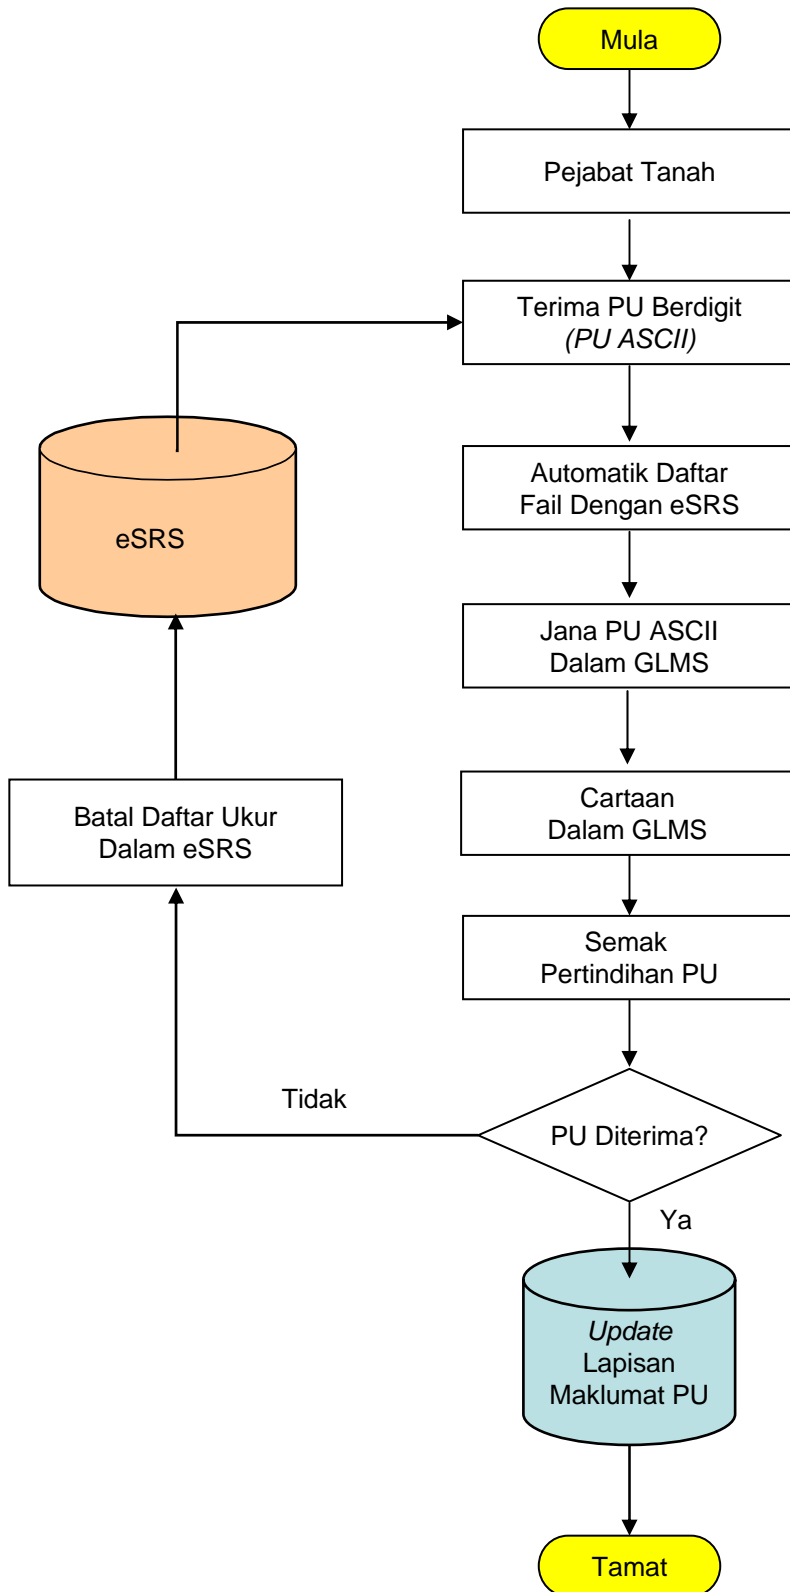 Mula
Pejabat Tanah
Terima PU Berdigit
(PU ASCII)
Automatik Daftar
Fail Dengan eSRS
eSRS
Jana PU ASCII
Dalam GLMS
Cartaan
Dalam GLMS
Batal Daftar Ukur
Dalam eSRS
Semak
Pertindihan PU
Tidak
PU Diterima?
Ya
Update
Lapisan
Maklumat PU
Tamat